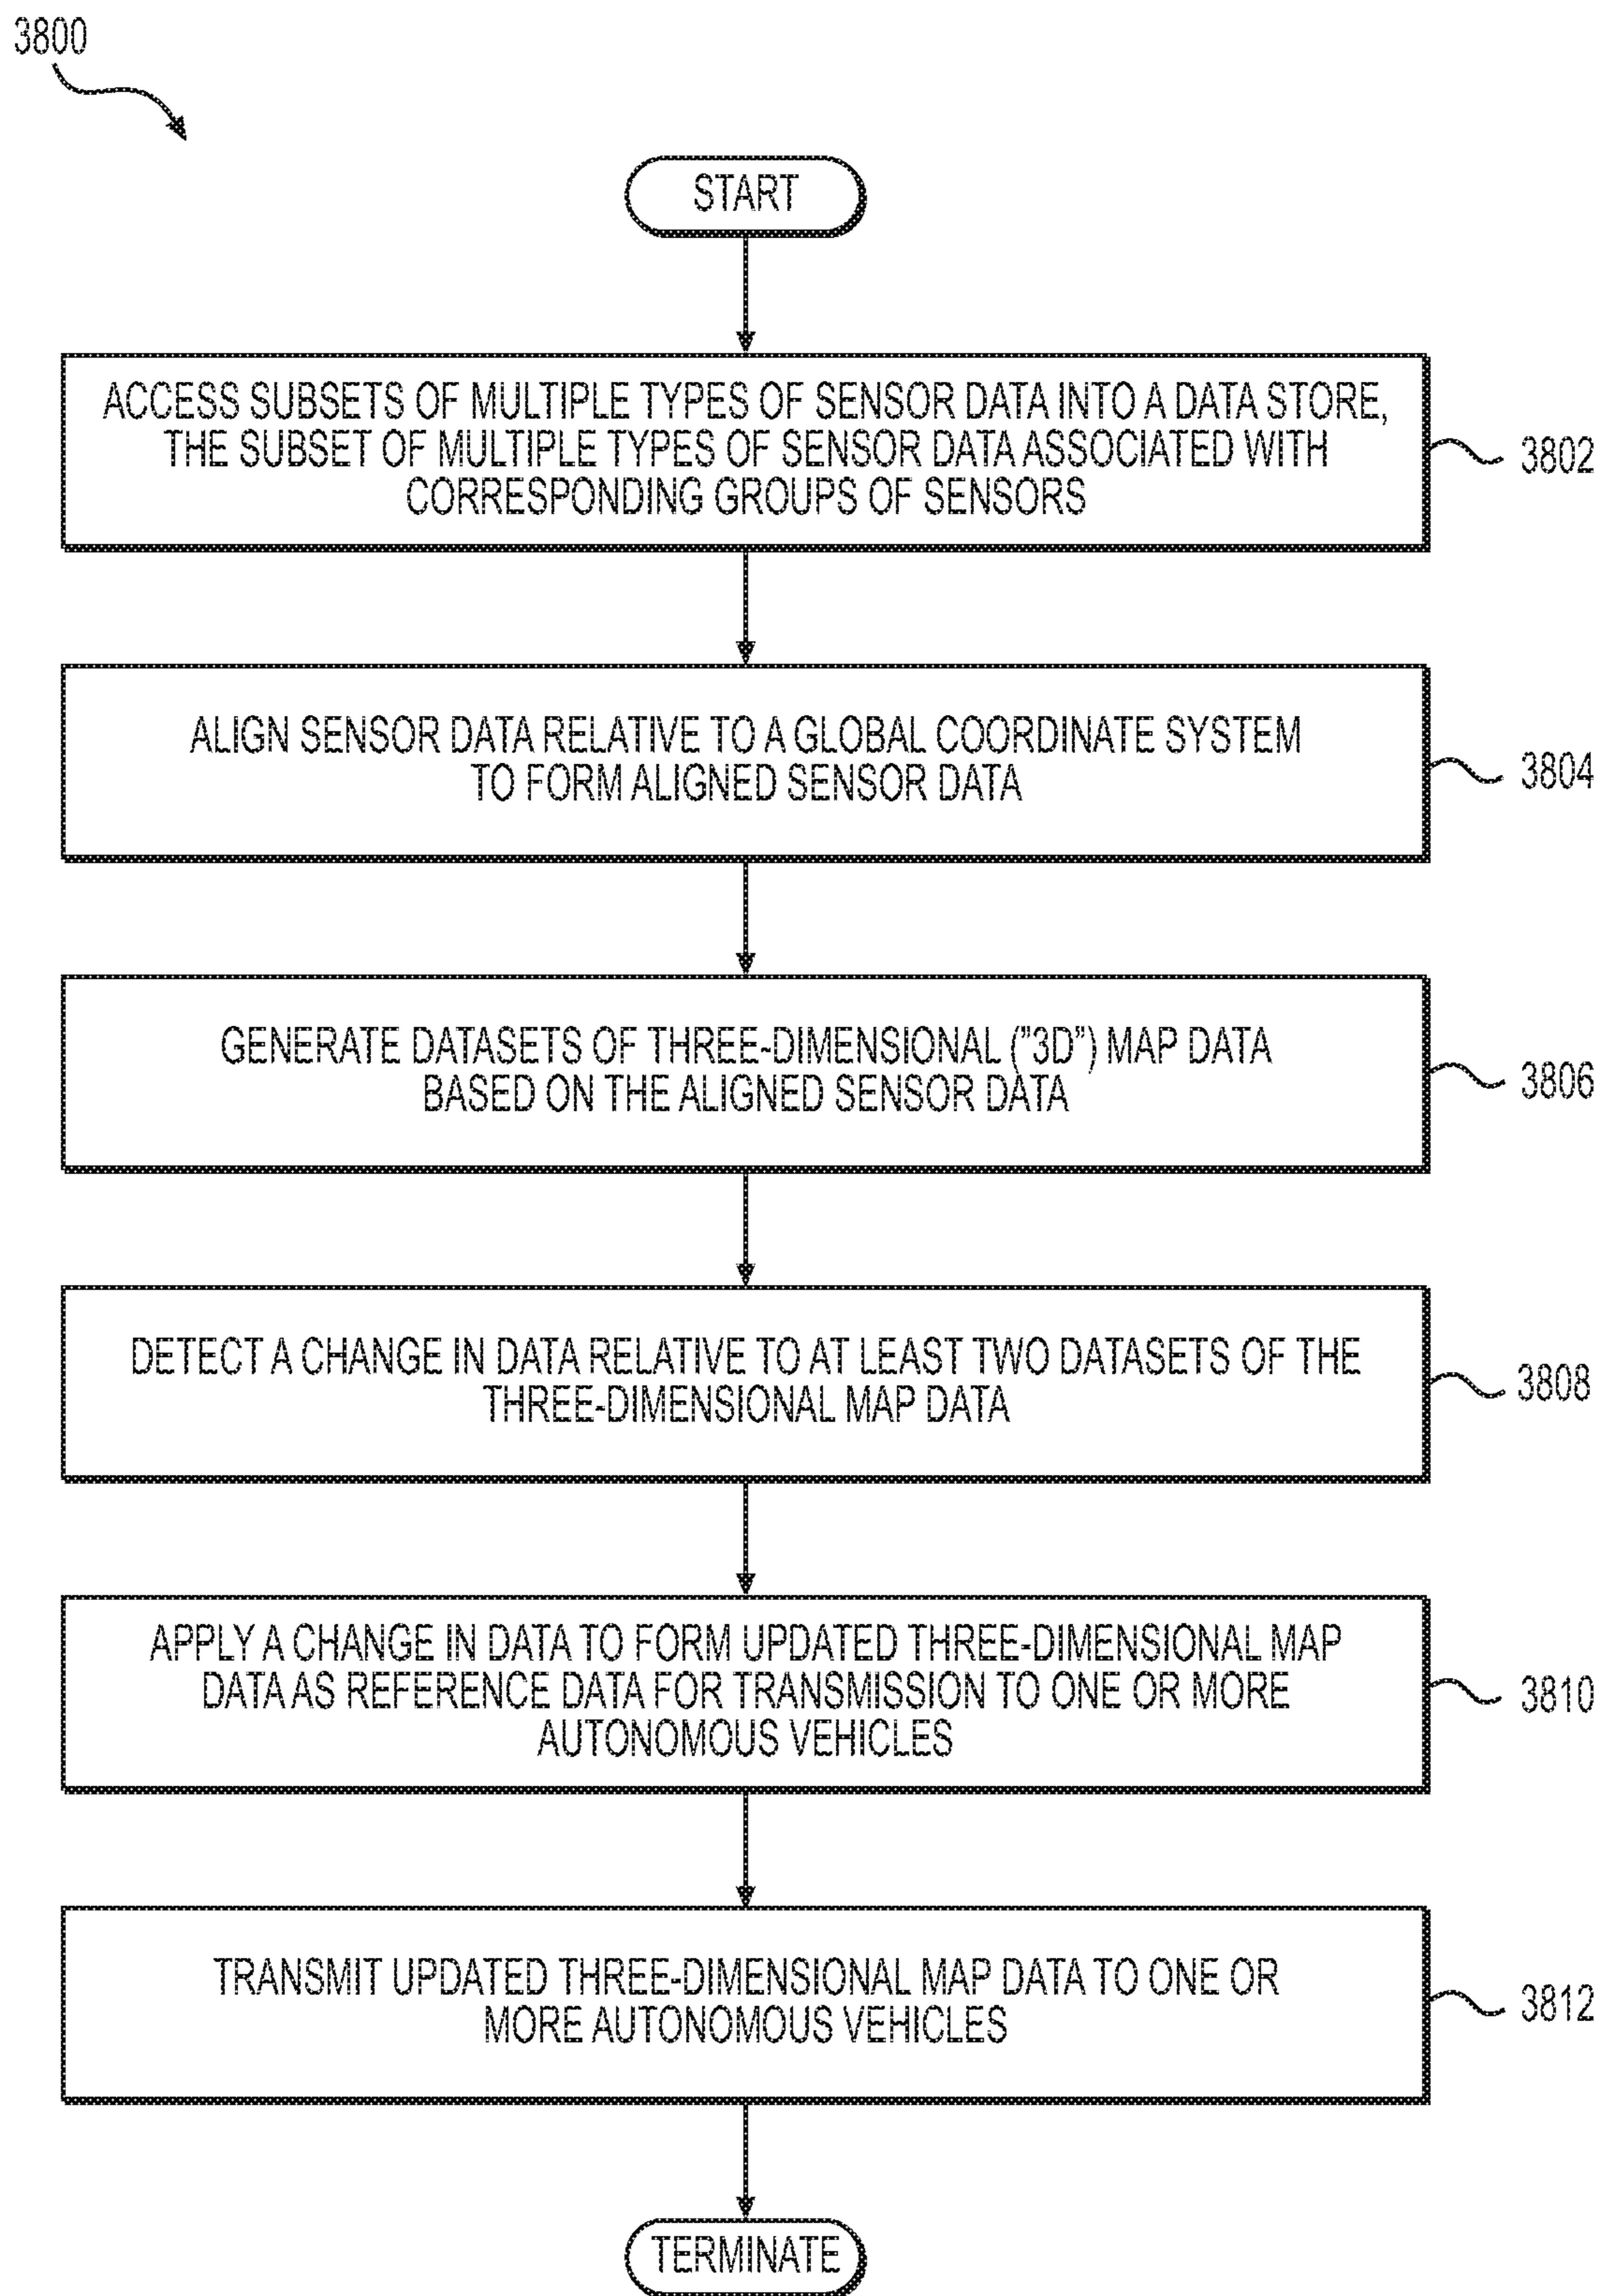 3800
START
ACCESS SUBSETS OF MULTIPLE TYPES OF SENSOR DATA INTO A DATA STORE,
THE SUBSET OF MULTIPLE TYPES OF SENSOR DATA ASSOCIATED WITH
CORRESPONDING GROUPS OF SENSORS
3802
ALIGN SENSOR DATA RELATIVE TO A GLOBAL COORDINATE SYSTEM
TO FORM ALIGNED SENSOR DATA
3804
GENERATE DATASETS OF THREE-DIMENSIONAL (”3D”) MAP DATA
BASED ON THE ALIGNED SENSOR DATA
3806
DETECT A CHANGE IN DATA RELATIVE TO AT LEAST TWO DATASETS OF THE
THREE-DIMENSIONAL MAP DATA
3808
APPLY A CHANGE IN DATA TO FORM UPDATED THREE-DIMENSIONAL MAP
DATA AS REFERENCE DATA FOR TRANSMISSION TO ONE OR MORE
AUTONOMOUS VEHICLES
3810
TRANSMIT UPDATED THREE-DIMENSIONAL MAP DATA TO ONE OR
MORE AUTONOMOUS VEHICLES
3812
TERMINATE